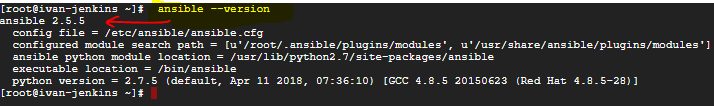 [root@ivan-jenkins ~]# ansible --version
ansible 2.5.5
config file = /etc/ansible/ansible.cfg
configured module search path = [u'/root/.ansible/plugins/modules', u'/usr/share/ansible/plugins/modules']
ansible python module location = /usr/lib/python2.7/site-packages/ansible
executable location = /bin/ansible
python version = 2.7.5 (default, Apr 11 2018, 07:36:10) [GCC 4.8.5 20150623 (Red Hat 4.8.5-28)]
[root@ivan-jenkins ~]#